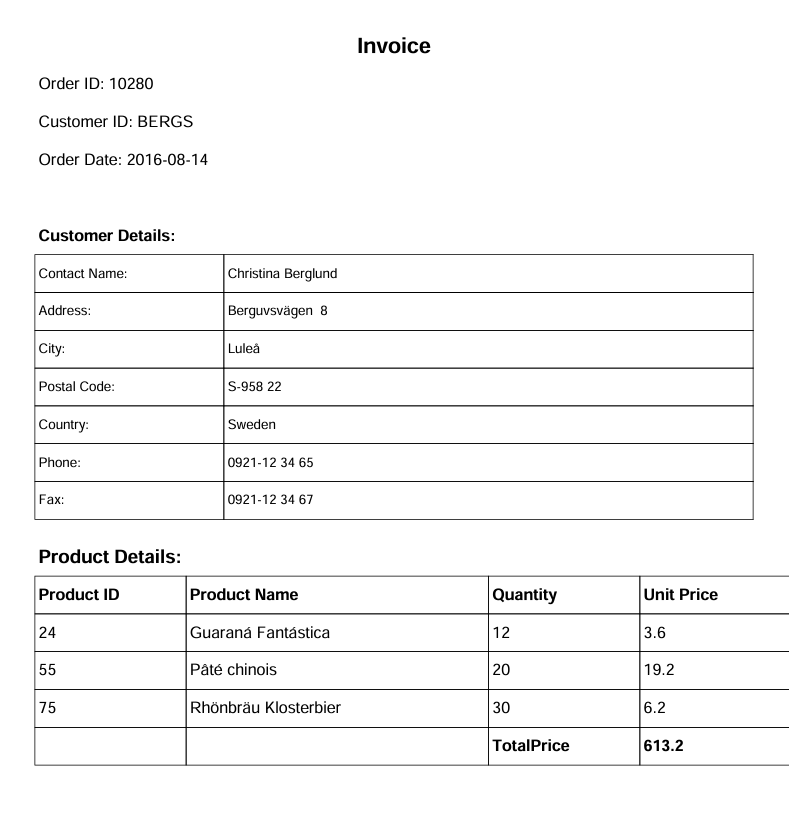 Invoice
Order ID: 10280
Customer ID: BERGS
Order Date: 2016-08-14
Customer Details:
Contact Name: Christina Berglund
Address: Berguvsvägen  8
City: Luleå
Postal Code: S-958 22
Country: Sweden
Phone: 0921-12 34 65
Fax: 0921-12 34 67
Product Details:
Product ID Product Name Quantity Unit Price
24 Guaraná Fantástica 12 3.6
55 Pâté chinois 20 19.2
75 Rhönbräu Klosterbier 30 6.2
TotalPrice 613.2